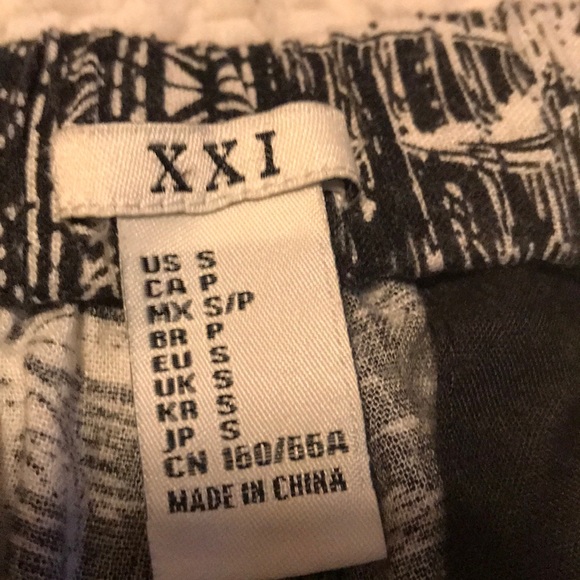 XXI
US S
CA P
MX S/P
BR P
EU S
UK S
KR S
JP S
CN 160/66A
MADE IN CHINA